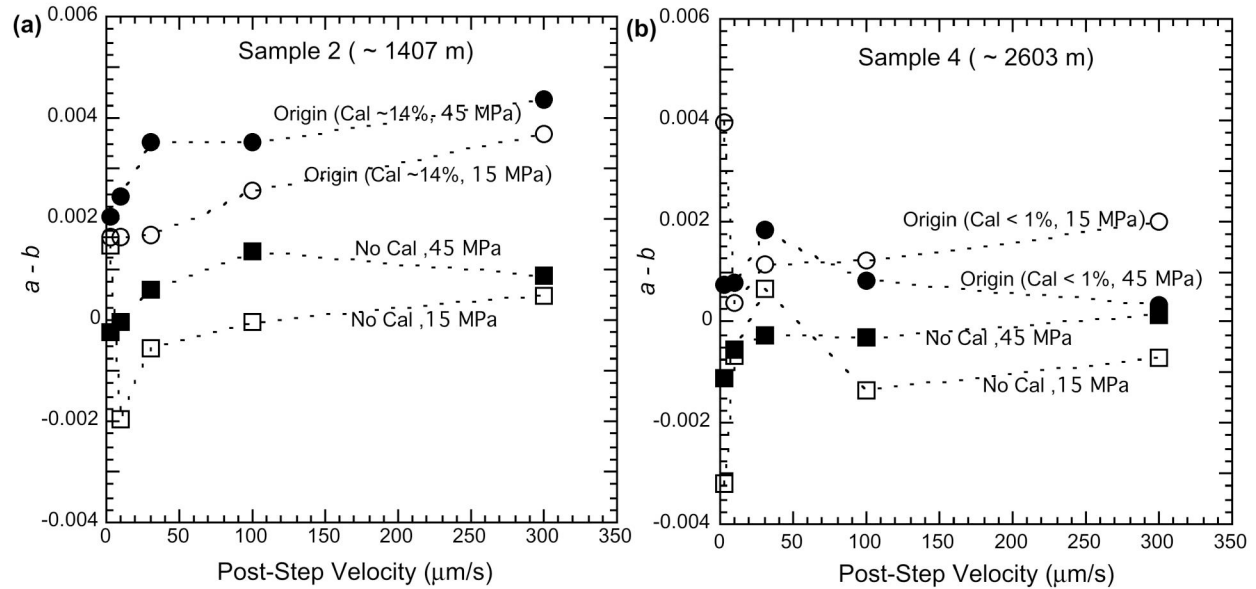 (a)
Sample 2 ( ~ 1407 m)
0.006
0.004
0.002
0
-0.002
-0.004
a - b
Origin (Cal ~14%, 45 MPa)
Origin (Cal ~14%, 15 MPa)
No Cal ,45 MPa
No Cal ,15 MPa
0 50 100 150 200 250 300 350
Post-Step Velocity (μm/s)
(b)
Sample 4 ( ~ 2603 m)
0.006
0.004
0.002
0
-0.002
-0.004
a - b
Origin (Cal < 1%, 15 MPa)
Origin (Cal < 1%, 45 MPa)
No Cal ,45 MPa
No Cal ,15 MPa
0 50 100 150 200 250 300 350
Post-Step Velocity (μm/s)